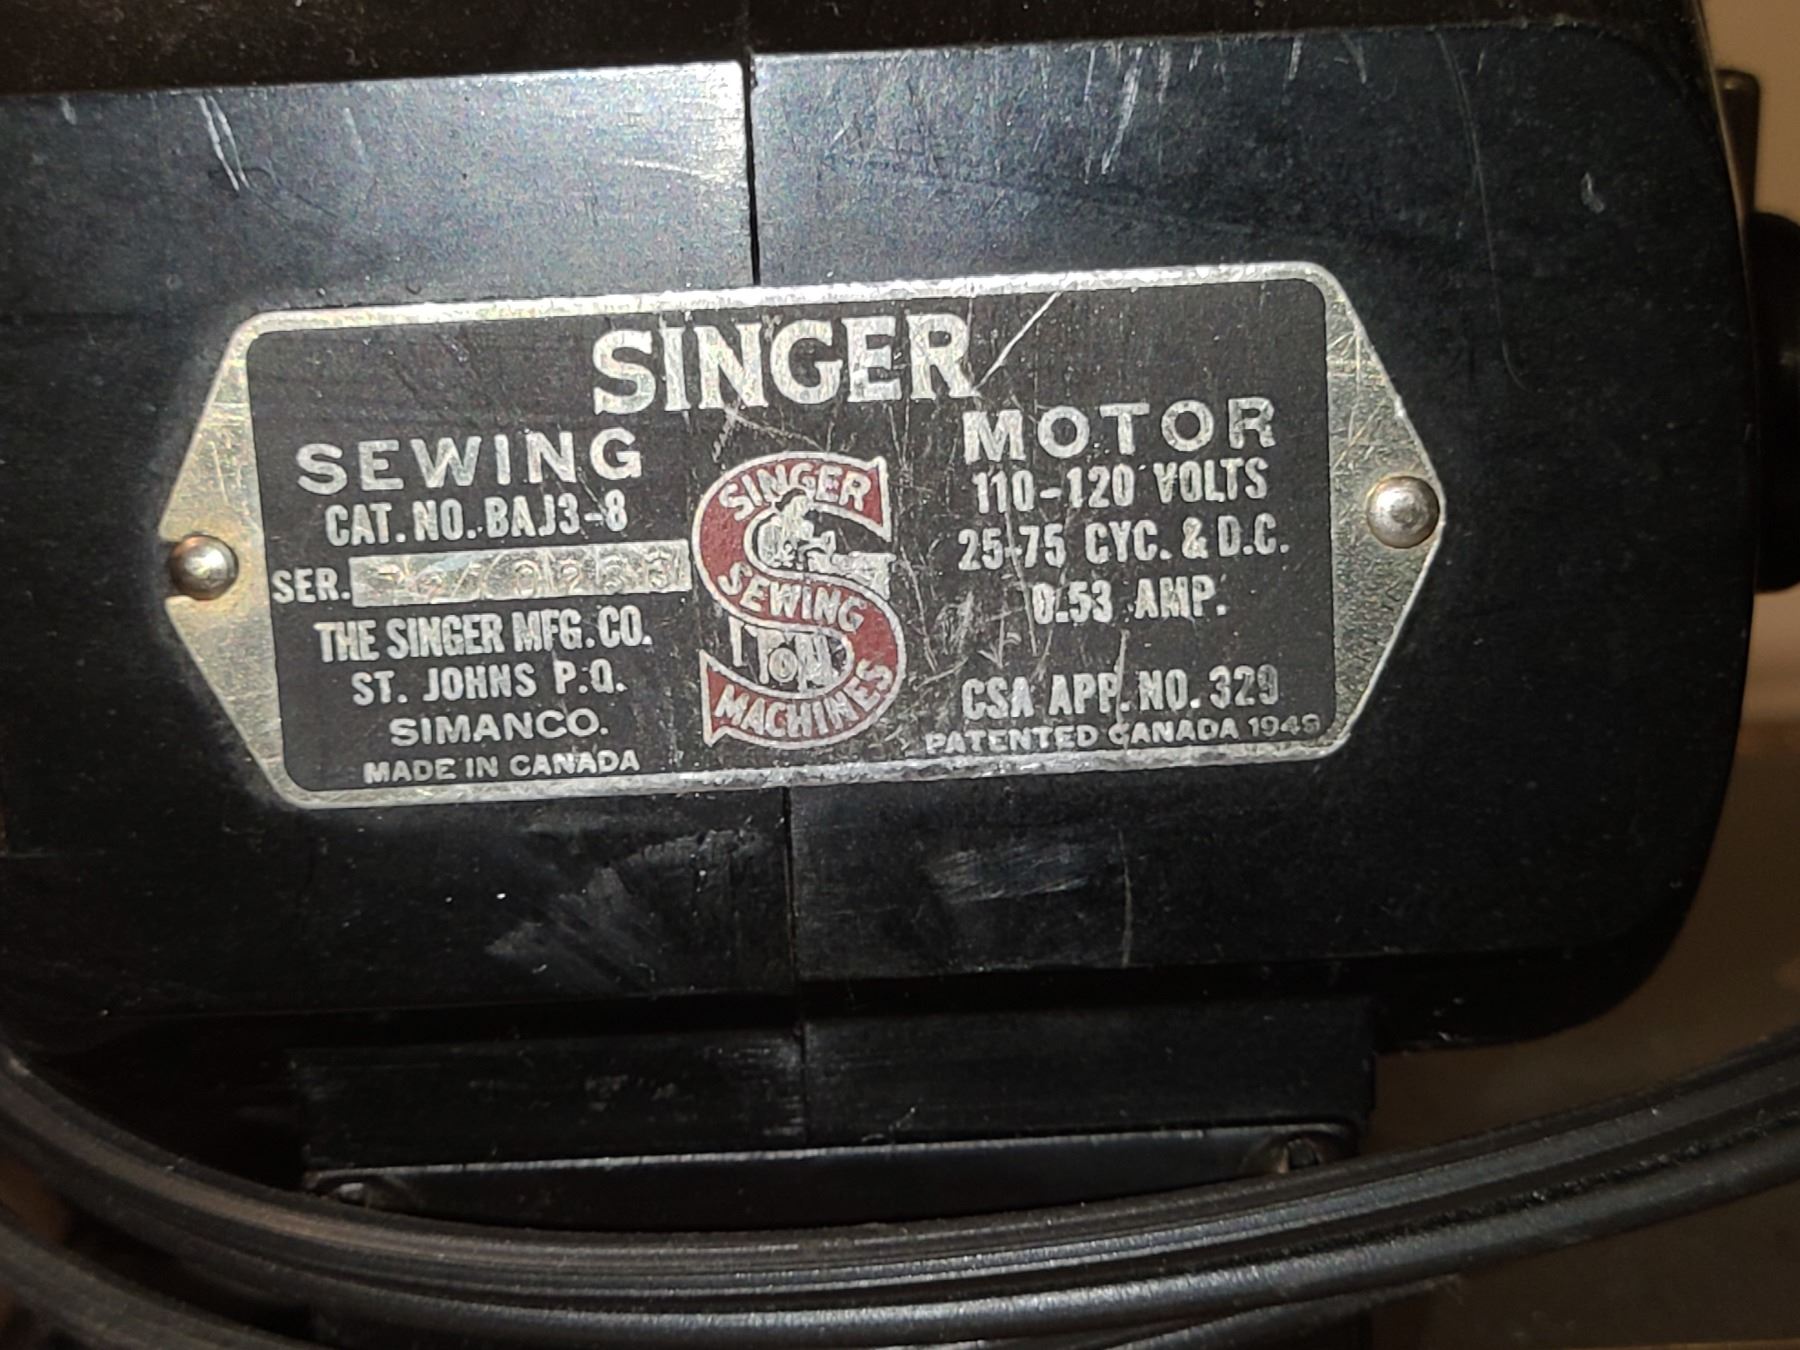 SINGER
SEWING MOTOR
CAT. NO. BAJ3-8
SER.
THE SINGER MFG. CO.
ST. JOHNS P.Q.
SIMANCO.
MADE IN CANADA
SINGER
SEWING
MACHINES
110-120 VOLTS
25-75 CYC. & D.C.
0.53 AMP.
CSA APP. NO. 329
PATENTED CANADA 1949